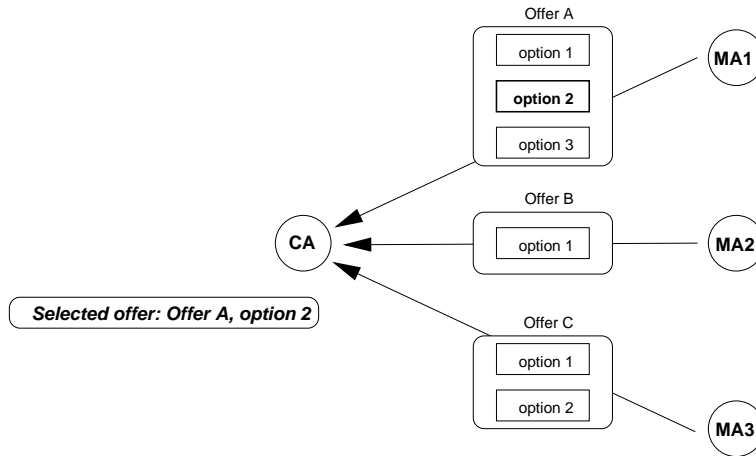 Offer A
option 1
MA1
option 2
option 3
Offer B
CA
option 1
MA2
Selected offer: Offer A, option 2
Offer C
option 1
option 2
MA3